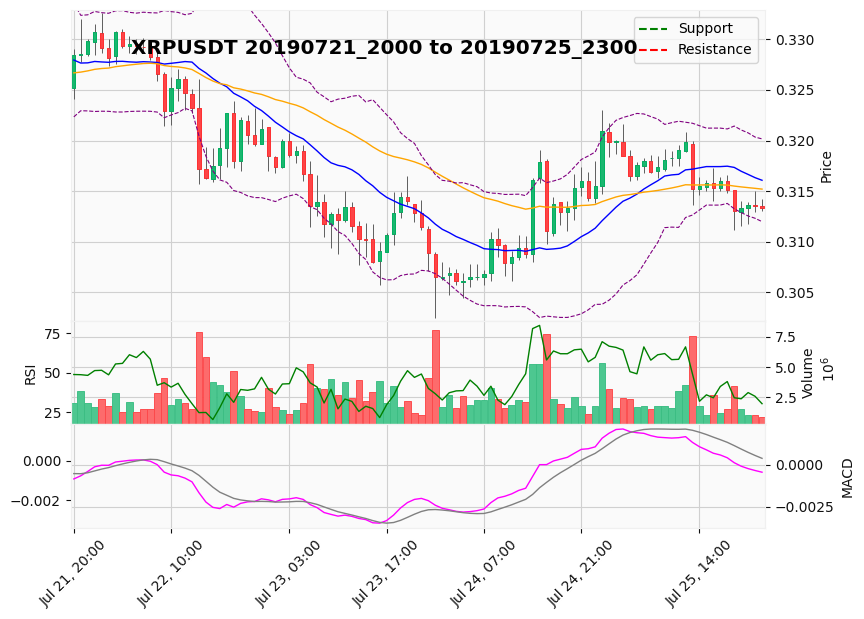 XRPUSDT 20190721_2000 to 20190725_2300
Support
Resistance
0.330
0.325
0.320
0.315
0.310
0.305
Price
75
50
25
RSI
7.5
5.0
2.5
Volume
10^6
0.000
−0.002
0.0000
−0.0025
MACD
Jul 21, 20:00
Jul 22, 10:00
Jul 23, 03:00
Jul 23, 17:00
Jul 24, 07:00
Jul 24, 21:00
Jul 25, 14:00